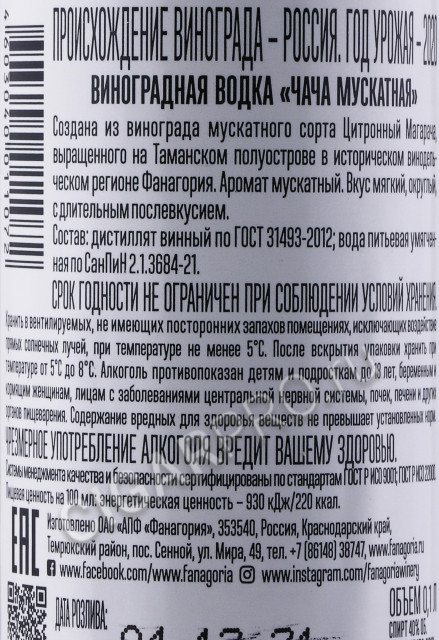 ПРОИСХОЖДЕНИЕ ВИНОГРАДА – РОССИЯ. ГОД УРОЖАЯ – 2020
ВИНОГРАДНАЯ ВОДКА «ЧАЧА МУСКАТНАЯ»
Создана из винограда мускатного сорта Цитронный Магарача,
выращенного на Таманском полуострове в историческом винодель-
ческом регионе Фанагория. Аромат мускатный. Вкус мягкий, округлый,
с длительным послевкусием.
Состав: дистиллят винный по ГОСТ 31493-2012; вода питьевая умягчен-
ная по СанПиН 2.1.3684-21.
СРОК ГОДНОСТИ НЕ ОГРАНИЧЕН ПРИ СОБЛЮДЕНИИ УСЛОВИЙ ХРАНЕНИЯ.
Хранить в вентилируемых, не имеющих посторонних запахов помещениях, исключающих воздействие
прямых солнечных лучей, при температуре не менее 5°С. После вскрытия упаковки хранить при
температуре от 5°С до 8°С. Алкоголь противопоказан детям и подросткам до 18 лет, беременным и
кормящим женщинам, лицам с заболеваниями центральной нервной системы, почек, печени и других
органов пищеварения. Содержание вредных для здоровья веществ не превышает установленных норм.
ЧРЕЗМЕРНОЕ УПОТРЕБЛЕНИЕ АЛКОГОЛЯ ВРЕДИТ ВАШЕМУ ЗДОРОВЬЮ.
Системы менеджмента качества и безопасности сертифицированы по стандартам ГОСТ Р ИСО 9001; ГОСТ Р ИСО 22000.
Пищевая ценность на 100 мл: энергетическая ценность – 930 кДж/220 ккал.
EAC
Изготовлено ОАО «АПФ «Фанагория», 353540, Россия, Краснодарский край,
Темрюкский район, пос. Сенной, ул. Мира, 49, тел. +7 (86148) 38747, www.fanagoria.ru
www.facebook.com/www.fanagoria www.instagram.com/fanagoriawinery
ОБЪЕМ 0,1 Л
СПИРТ 40% ОБ.
ДАТА РОЗЛИВА:
4 603040 011072
CIGARPRO.ru